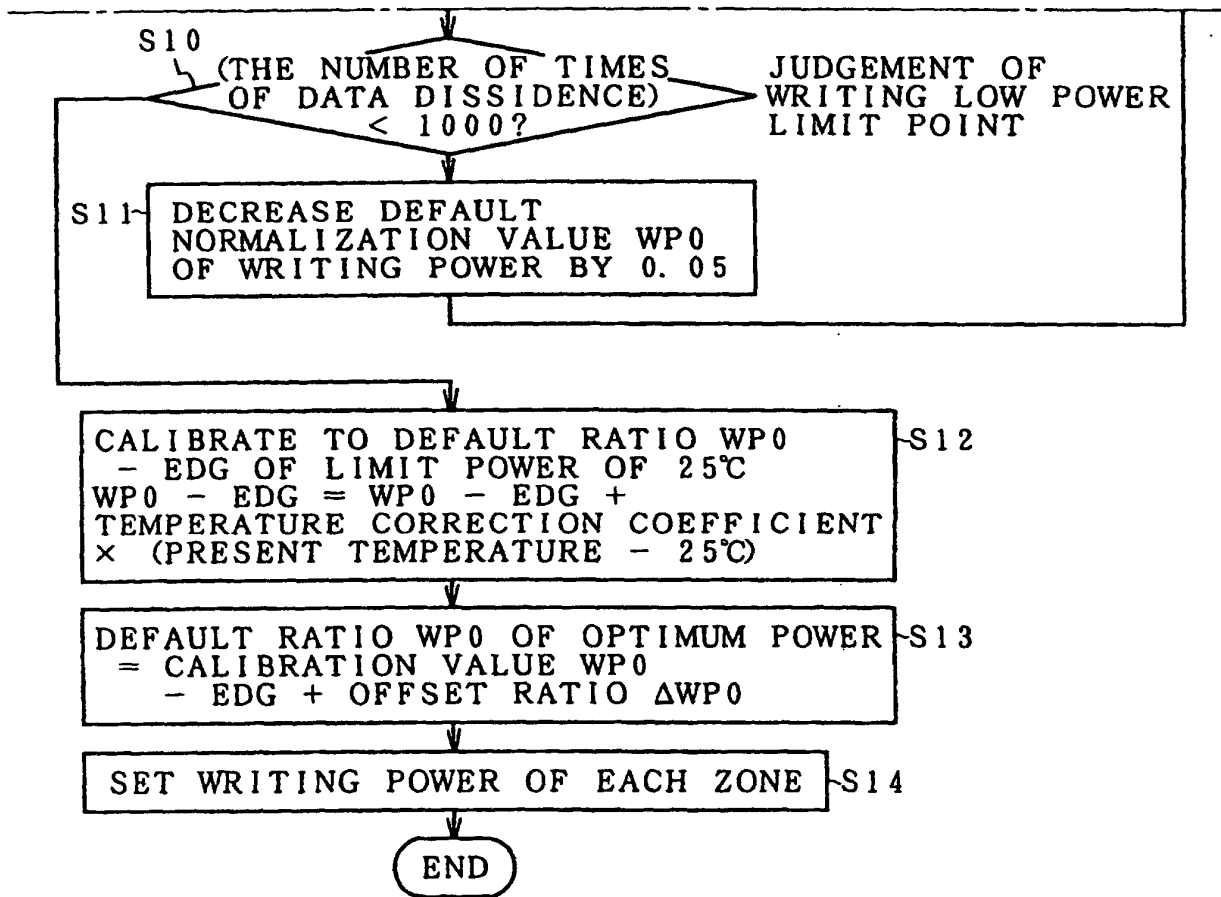 S10
(THE NUMBER OF TIMES
OF DATA DISSIDENCE)
< 1000?
JUDGEMENT OF
WRITING LOW POWER
LIMIT POINT
S11
DECREASE DEFAULT
NORMALIZATION VALUE WP0
OF WRITING POWER BY 0.05
CALIBRATE TO DEFAULT RATIO WP0
- EDG OF LIMIT POWER OF 25℃
WP0 - EDG = WP0 - EDG +
TEMPERATURE CORRECTION COEFFICIENT
× (PRESENT TEMPERATURE - 25℃)
S12
DEFAULT RATIO WP0 OF OPTIMUM POWER
= CALIBRATION VALUE WP0
- EDG + OFFSET RATIO ΔWP0
S13
SET WRITING POWER OF EACH ZONE
S14
END